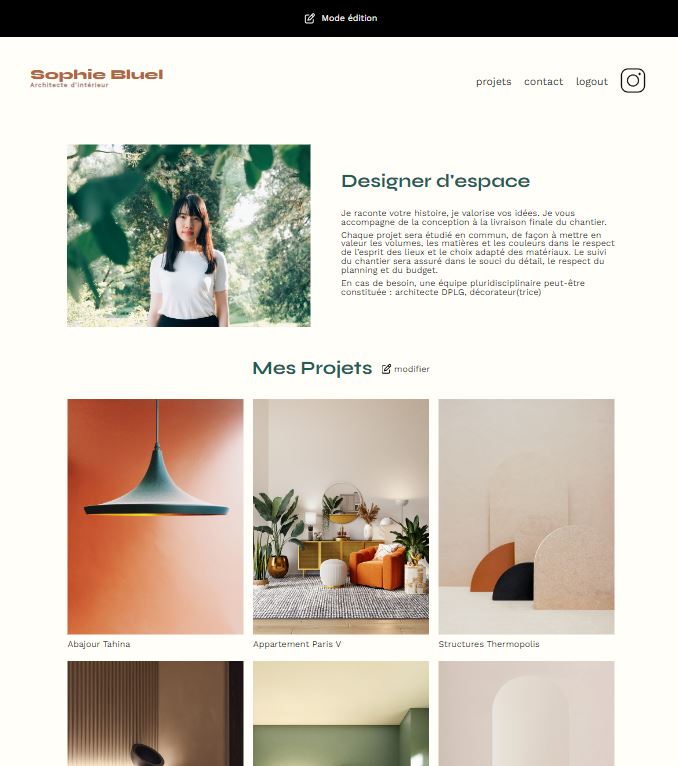 Mode édition
Sophie Bluel
Architecte d'intérieur
projets contact logout
Designer d'espace
Je raconte votre histoire, je valorise vos idées. Je vous
accompagne de la conception à la livraison finale du chantier.
Chaque projet sera étudié en commun, de façon à mettre en
valeur les volumes, les matières et les couleurs dans le respect
de l'esprit des lieux et le choix adapté des matériaux. Le suivi
du chantier sera assuré dans le souci du détail, le respect du
planning et du budget.
En cas de besoin, une équipe pluridisciplinaire peut-être
constituée : architecte DPLG, décorateur(trice)
Mes Projets modifier
Abajour Tahina
Appartement Paris V
Structures Thermopolis